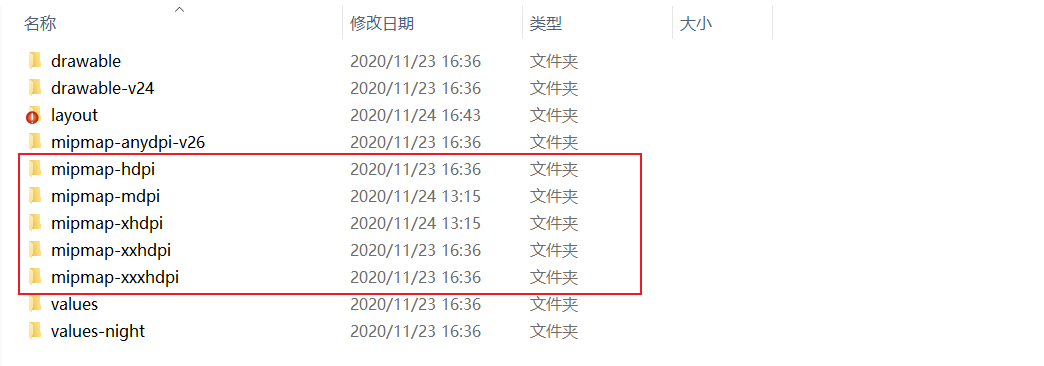 名称 修改日期 类型 大小
drawable 2020/11/23 16:36 文件夹
drawable-v24 2020/11/23 16:36 文件夹
layout 2020/11/24 16:43 文件夹
mipmap-anydpi-v26 2020/11/23 16:36 文件夹
mipmap-hdpi 2020/11/23 16:36 文件夹
mipmap-mdpi 2020/11/24 13:15 文件夹
mipmap-xhdpi 2020/11/24 13:15 文件夹
mipmap-xxhdpi 2020/11/23 16:36 文件夹
mipmap-xxxhdpi 2020/11/23 16:36 文件夹
values 2020/11/23 16:36 文件夹
values-night 2020/11/23 16:36 文件夹